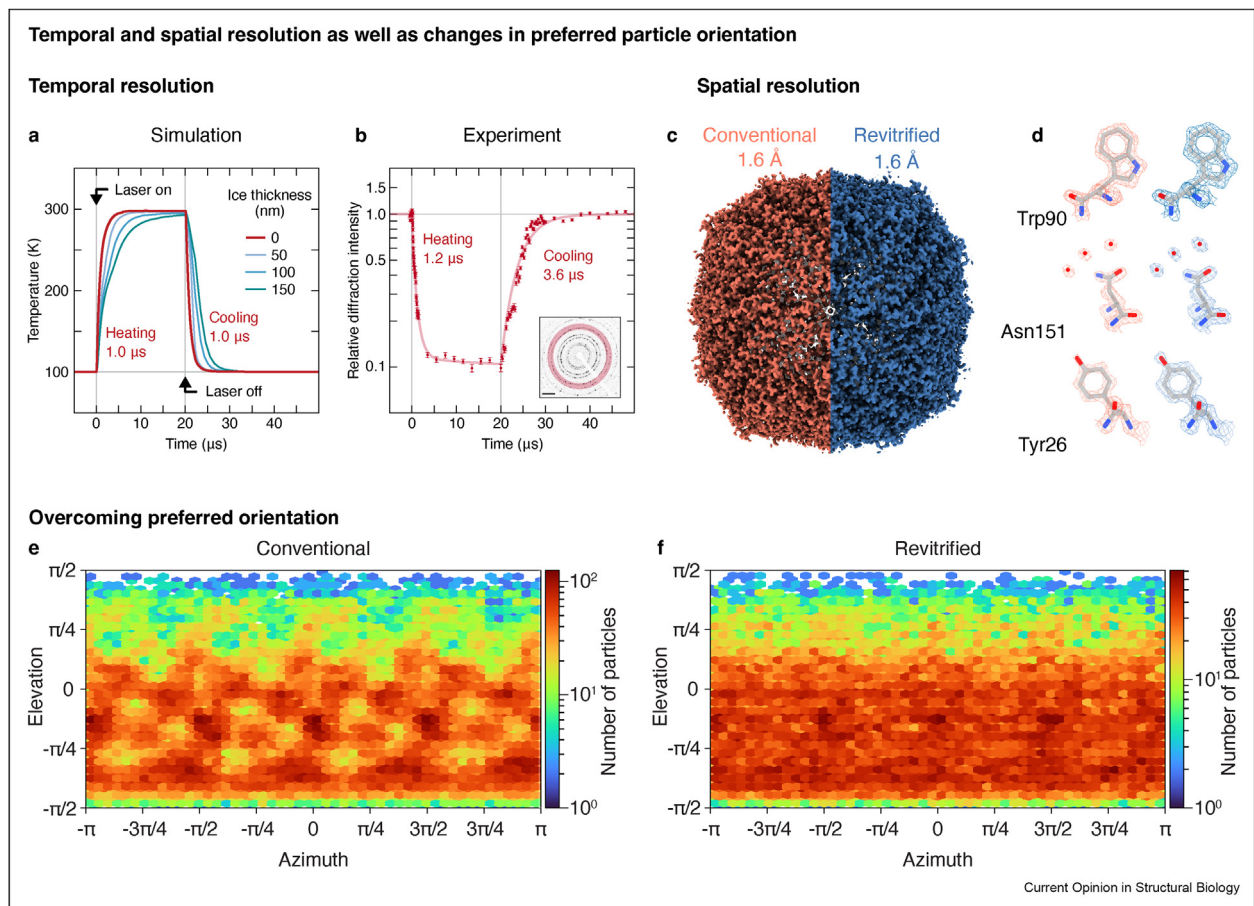 Temporal and spatial resolution as well as changes in preferred particle orientation
Temporal resolution
Spatial resolution
a
Simulation
Laser on
Ice thickness
(nm)
0
50
100
150
Heating
1.0 µs
Cooling
1.0 µs
Laser off
Temperature (K)
300
200
100
0 10 20 30 40
Time (µs)
b
Experiment
Relative diffraction intensity
1.5
1.0
0.5
0.1
Heating
1.2 µs
Cooling
3.6 µs
0 10 20 30 40
Time (µs)
c
Conventional
1.6 Å
Revitrified
1.6 Å
d
Trp90
Asn151
Tyr26
Overcoming preferred orientation
e
Conventional
Elevation
π/2
π/4
0
-π/4
-π/2
-π -3π/4 -π/2 -π/4 0 π/4 3π/2 3π/4 π
Azimuth
10²
10¹
10⁰
Number of particles
f
Revitrified
Elevation
π/2
π/4
0
-π/4
-π/2
-π -3π/4 -π/2 -π/4 0 π/4 3π/2 3π/4 π
Azimuth
10¹
10⁰
Number of particles
Current Opinion in Structural Biology